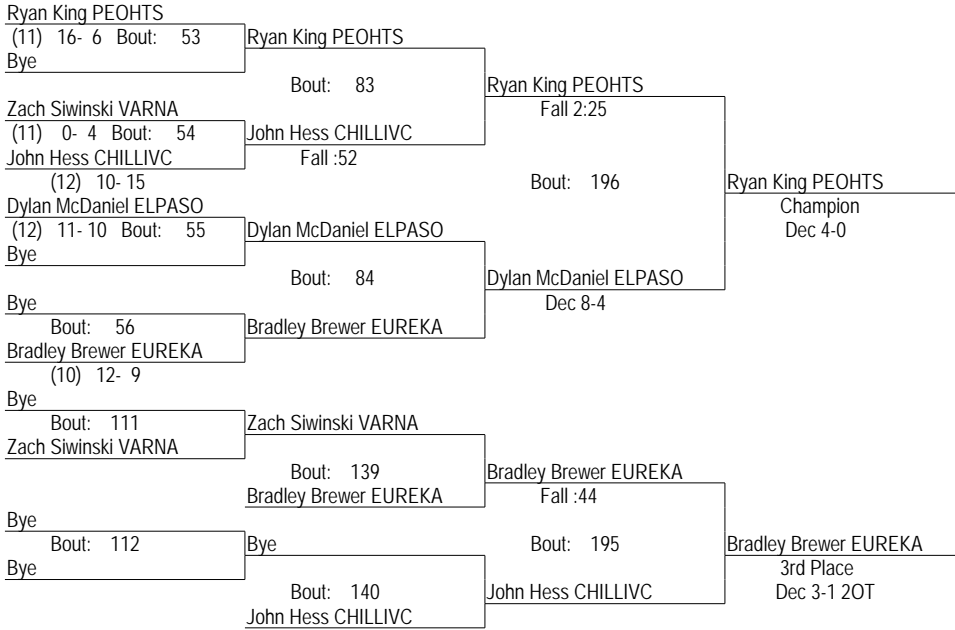 Ryan King PEOHTS
(11) 16- 6 Bout: 53 Ryan King PEOHTS
Bye
Bout: 83 Ryan King PEOHTS
Zach Siwinski VARNA Fall 2:25
(11) 0- 4 Bout: 54 John Hess CHILLIVC
John Hess CHILLIVC Fall :52
(12) 10- 15 Bout: 196 Ryan King PEOHTS
Dylan McDaniel ELPASO Champion
(12) 11- 10 Bout: 55 Dylan McDaniel ELPASO Dec 4-0
Bye
Bout: 84 Dylan McDaniel ELPASO
Bye Dec 8-4
Bout: 56 Bradley Brewer EUREKA
Bradley Brewer EUREKA
(10) 12- 9
Bye
Bout: 111 Zach Siwinski VARNA
Zach Siwinski VARNA
Bout: 139 Bradley Brewer EUREKA
Bradley Brewer EUREKA Fall :44
Bye
Bout: 112 Bye Bout: 195 Bradley Brewer EUREKA
Bye 3rd Place
Bout: 140 John Hess CHILLIVC Dec 3-1 2OT
John Hess CHILLIVC